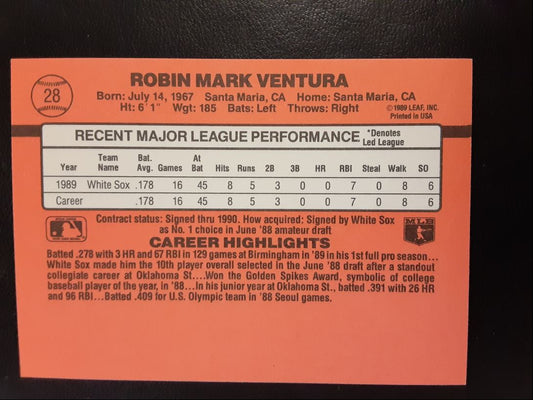 28
ROBIN MARK VENTURA
Born: July 14, 1967 Santa Maria, CA Home: Santa Maria, CA
Ht: 6' 1" Wgt: 185 Bats: Left Throws: Right
©1989 LEAF, INC.
Printed in USA
RECENT MAJOR LEAGUE PERFORMANCE *Denotes Led League
Year Team Name Bat. Avg. Games At Bat Hits Runs 2B 3B HR RBI Steal Walk SO
1989 White Sox .178 16 45 8 5 3 0 0 7 0 8 6
Career .178 16 45 8 5 3 0 0 7 0 8 6
Contract status: Signed thru 1990. How acquired: Signed by White Sox
as No. 1 choice in June '88 amateur draft
MLB
CAREER HIGHLIGHTS
Batted .278 with 3 HR and 67 RBI in 129 games at Birmingham in '89 in his 1st full pro season...
White Sox made him the 10th player overall selected in the June '88 draft after a standout
collegiate career at Oklahoma St....Won the Golden Spikes Award, symbolic of college
baseball player of the year, in '88...In his junior year at Oklahoma St., batted .391 with 26 HR
and 96 RBI...Batted .409 for U.S. Olympic team in '88 Seoul games.